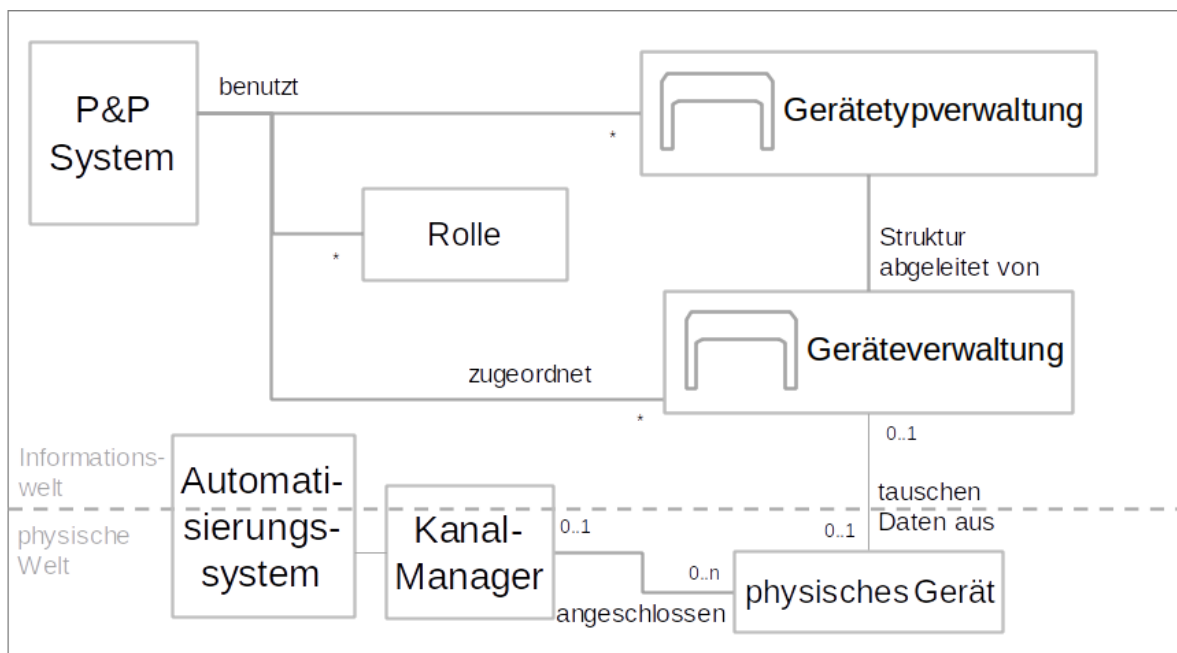 P&P
System
benutzt
*
Gerätetypverwaltung
Rolle
*
Struktur
abgeleitet von
zugeordnet
*
Geräteverwaltung
0..1
Informations-
welt
physische
Welt
Automati-
sierungs-
system
Kanal-
Manager
0..1
0..n
angeschlossen
tauschen
Daten aus
0..1
physisches Gerät